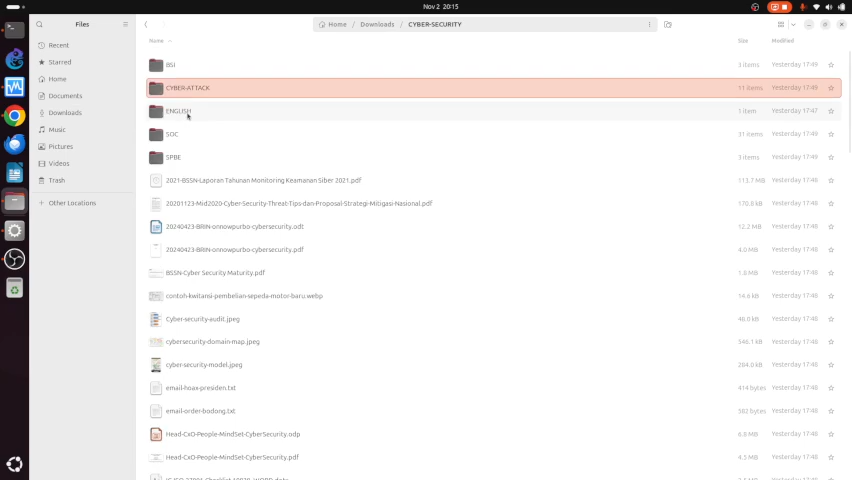 Nov 2 20:15
Files
Home / Downloads / CYBER-SECURITY
Recent
Starred
Home
Documents
Downloads
Music
Pictures
Videos
Trash
Other Locations
Name Size Modified
BSI 3 items Yesterday 17:49
CYBER-ATTACK 11 items Yesterday 17:49
ENGLISH 1 item Yesterday 17:47
SOC 31 items Yesterday 17:49
SPBE 3 items Yesterday 17:49
2021-BSSN-Laporan Tahunan Monitoring Keamanan Siber 2021.pdf 113.7 MB Yesterday 17:48
20201123-Mid2020-Cyber-Security-Threat-Tips-dan-Proposal-Strategi-Mitigasi-Nasional.pdf 170.8 kB Yesterday 17:48
20240423-BRIN-onnowpurbo-cybersecurity.odt 12.2 MB Yesterday 17:48
20240423-BRIN-onnowpurbo-cybersecurity.pdf 4.0 MB Yesterday 17:48
BSSN-Cyber Security Maturity.pdf 1.8 MB Yesterday 17:48
contoh-kwitansi-pembelian-sepeda-motor-baru.webp 14.6 kB Yesterday 17:48
Cyber-security-audit.jpeg 46.0 kB Yesterday 17:48
cybersecurity-domain-map.jpeg 546.1 kB Yesterday 17:48
cyber-security-model.jpeg 284.0 kB Yesterday 17:48
email-hoax-presiden.txt 414 bytes Yesterday 17:48
email-order-bodong.txt 582 bytes Yesterday 17:48
Head-CxO-People-MindSet-CyberSecurity.odp 6.8 MB Yesterday 17:48
Head-CxO-People-MindSet-CyberSecurity.pdf 4.5 MB Yesterday 17:48